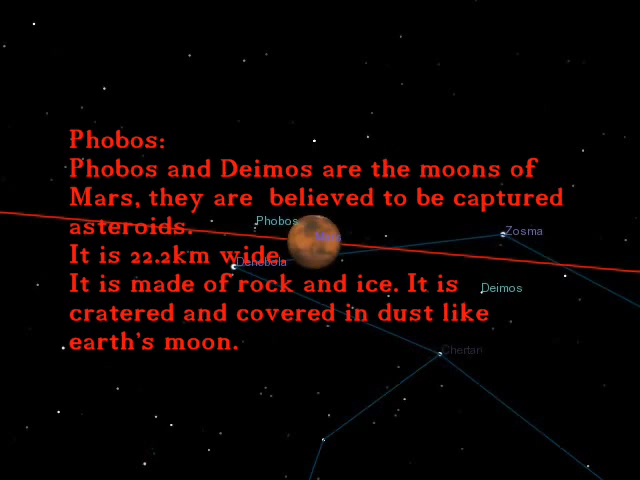 Phobos:
Phobos and Deimos are the moons of
Mars, they are believed to be captured
asteroids.
Phobos
Mars
Zosma
It is 22.2km wide.
Denebola
It is made of rock and ice. It is
Deimos
cratered and covered in dust like
earth's moon.
Chertan